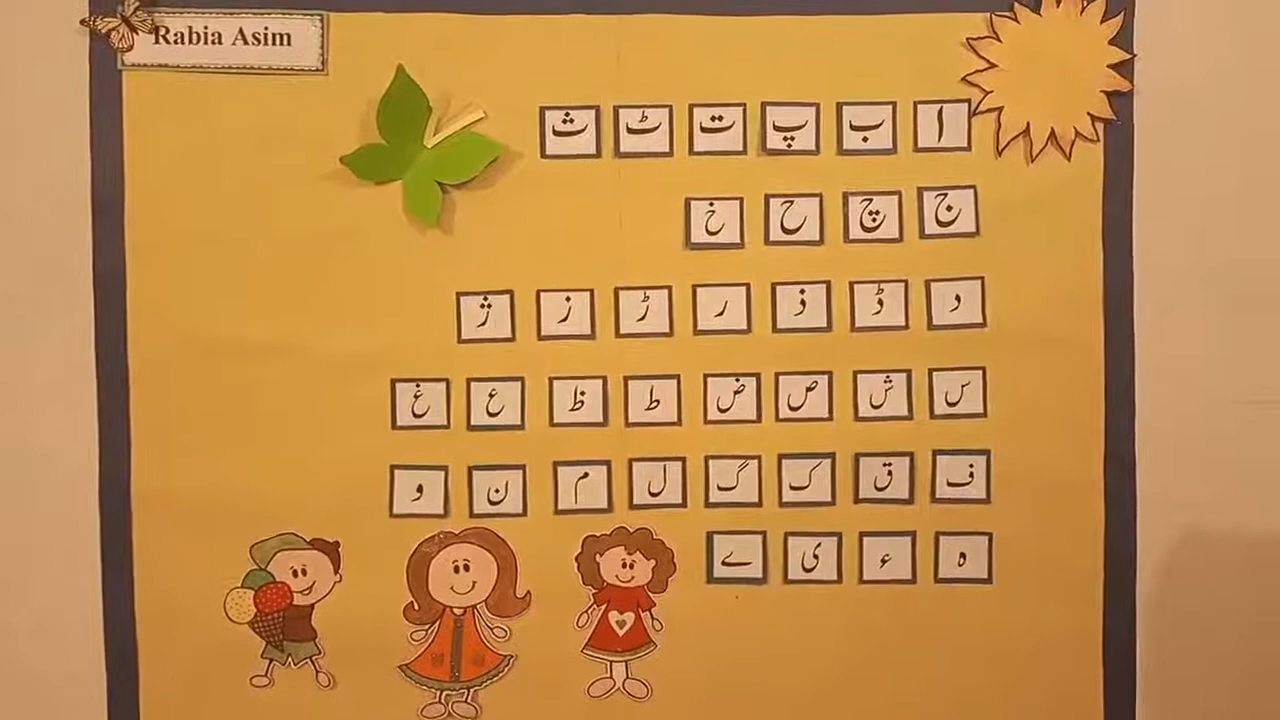 Rabia Asim
ا ب پ ت ٹ ث
ج چ ح خ
د ڈ ذ ر ڑ ز ژ
س ش ص ض ط ظ ع غ
ف ق ک گ ل م ن و
ہ ء ی ے